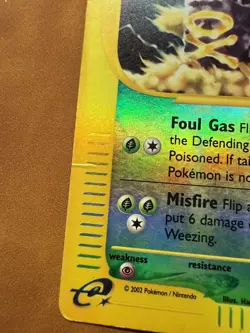 Foul Gas Fl
the Defending
Poisoned. If tai
Pokémon is no
Misfire Flip a
put 6 damage
Weezing.
weakness
resistance
© 2002 Pokémon / Nintendo
Illus. Ha